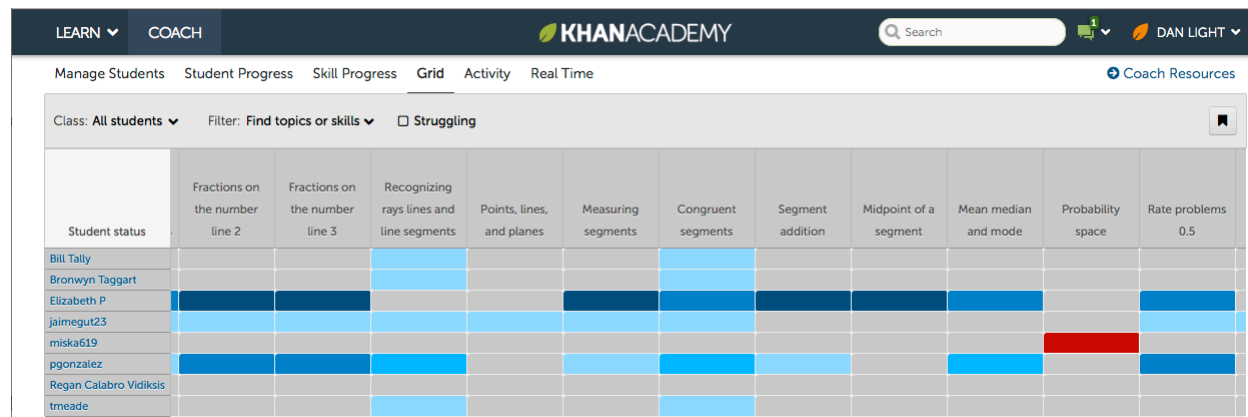 LEARN COACH KHANACADEMY Search 1 DAN LIGHT
Manage Students Student Progress Skill Progress Grid Activity Real Time Coach Resources
Class: All students Filter: Find topics or skills Struggling
Student status
Fractions on
the number
line 2
Fractions on
the number
line 3
Recognizing
rays lines and
line segments
Points, lines,
and planes
Measuring
segments
Congruent
segments
Segment
addition
Midpoint of a
segment
Mean median
and mode
Probability
space
Rate problems
0.5
Bill Tally
Bronwyn Taggart
Elizabeth P
jaimegut23
miska619
pgonzalez
Regan Calabro Vidiksis
tmeade